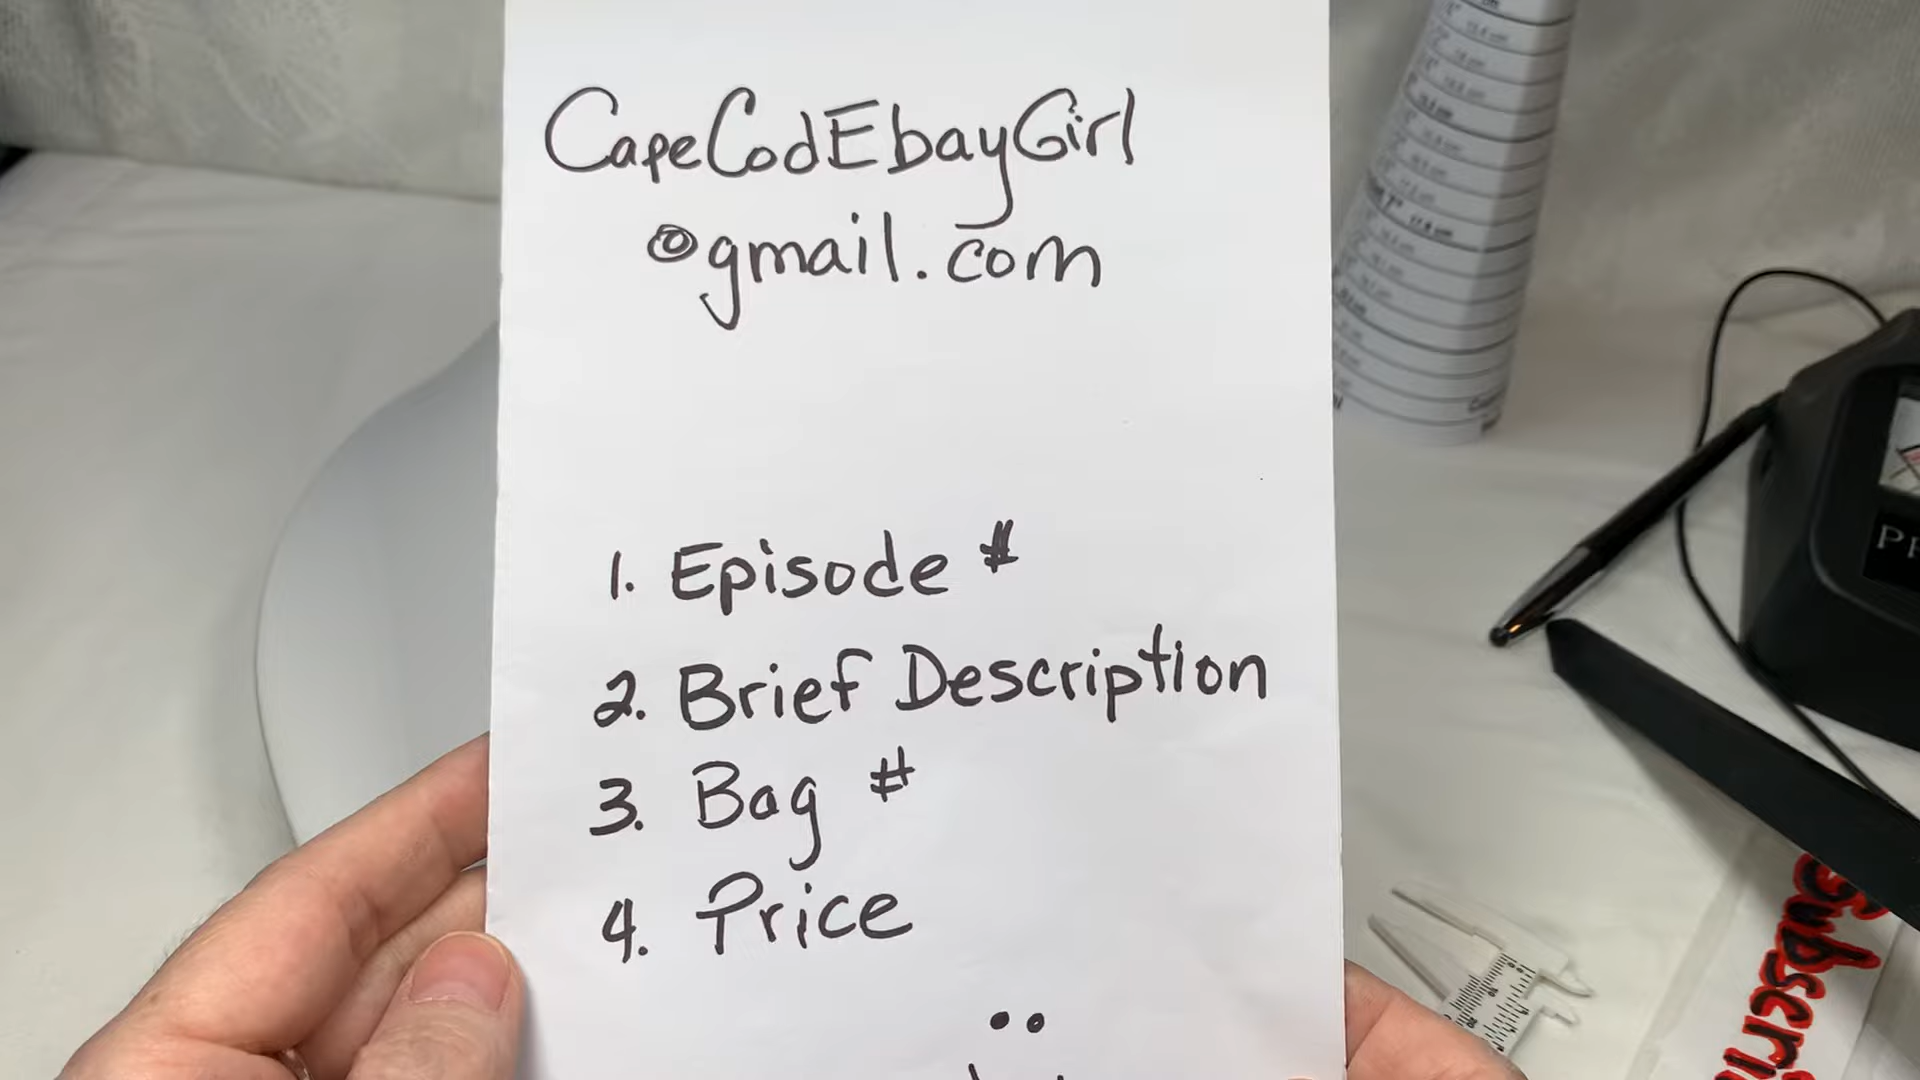 CapeCodEbayGirl
@gmail.com
1. Episode #
2. Brief Description
3. Bag #
4. Price